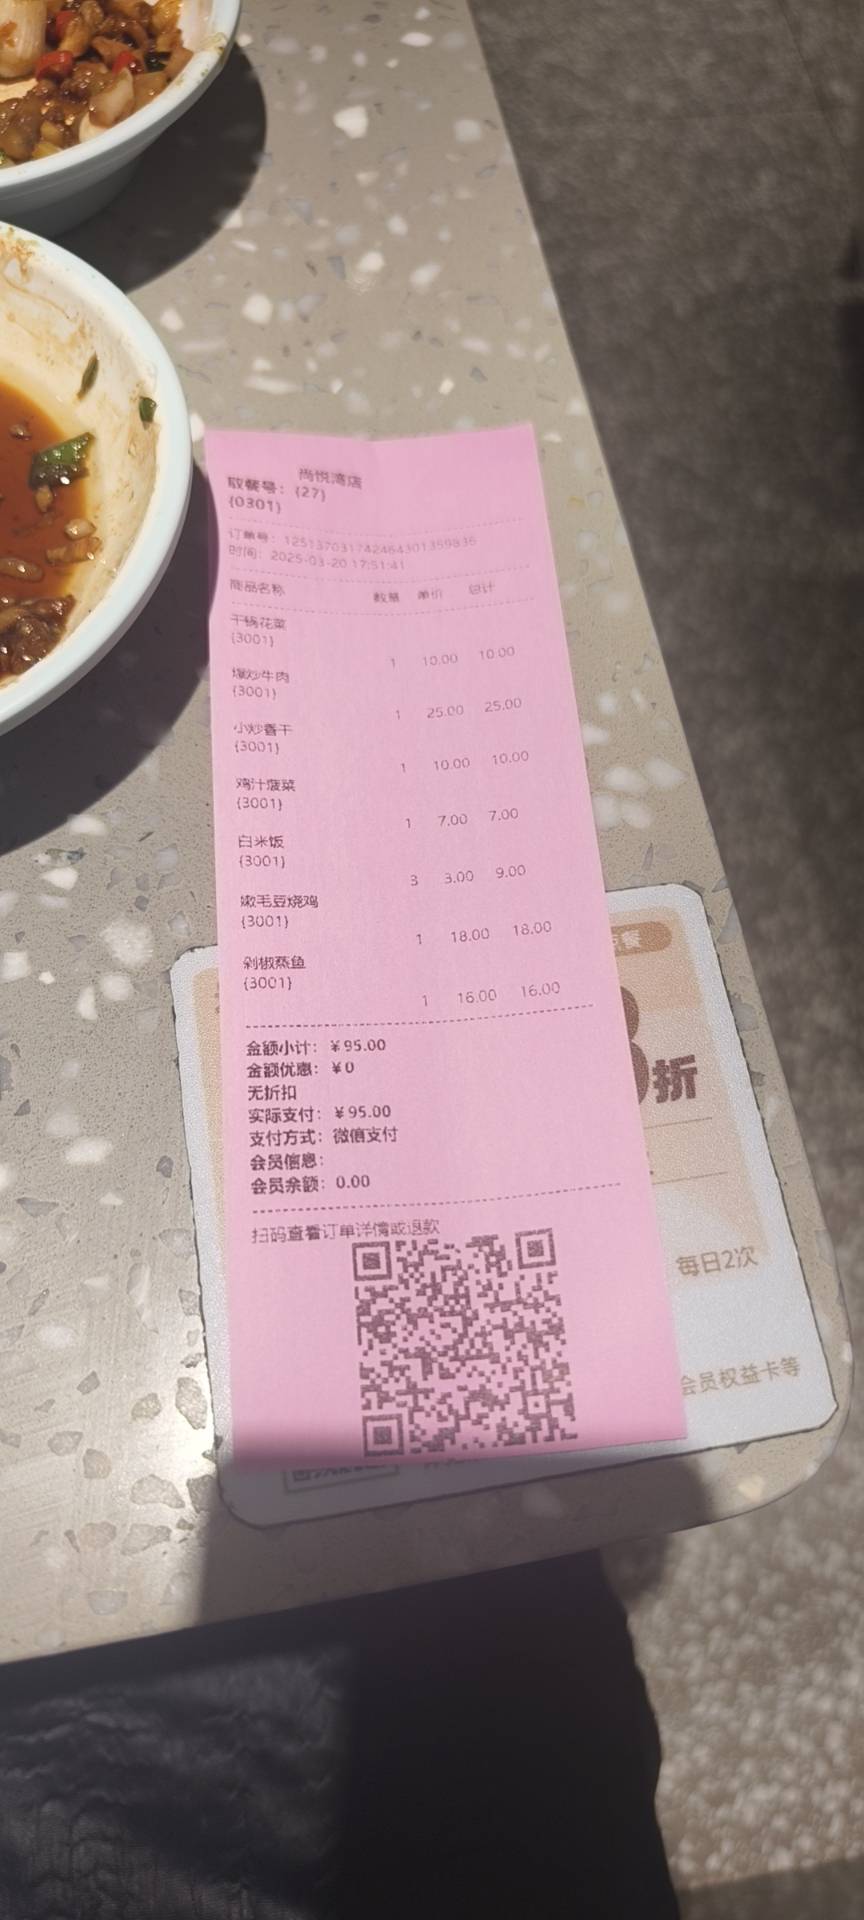 尚悦湾店
取餐号：{27}
{0301}
订单号：1251370317424643013
时间：2025-03-20 17:51:41
商品名称 数量 单价 总计
干锅花菜
{3001}
1 10.00 10.00
爆炒牛肉
{3001}
1 25.00 25.00
小炒香干
{3001}
1 10.00 10.00
鸡汁菠菜
{3001}
1 7.00 7.00
白米饭
{3001}
3 3.00 9.00
嫩毛豆烧鸡
{3001}
1 18.00 18.00
剁椒蒸鱼
{3001}
1 16.00 16.00
金额小计：￥95.00
金额优惠：￥0
无折扣
实际支付：￥95.00
支付方式：微信支付
会员信息：
会员余额：0.00
扫码查看订单详情或退款
餐
折
每日2次
会员权益卡等